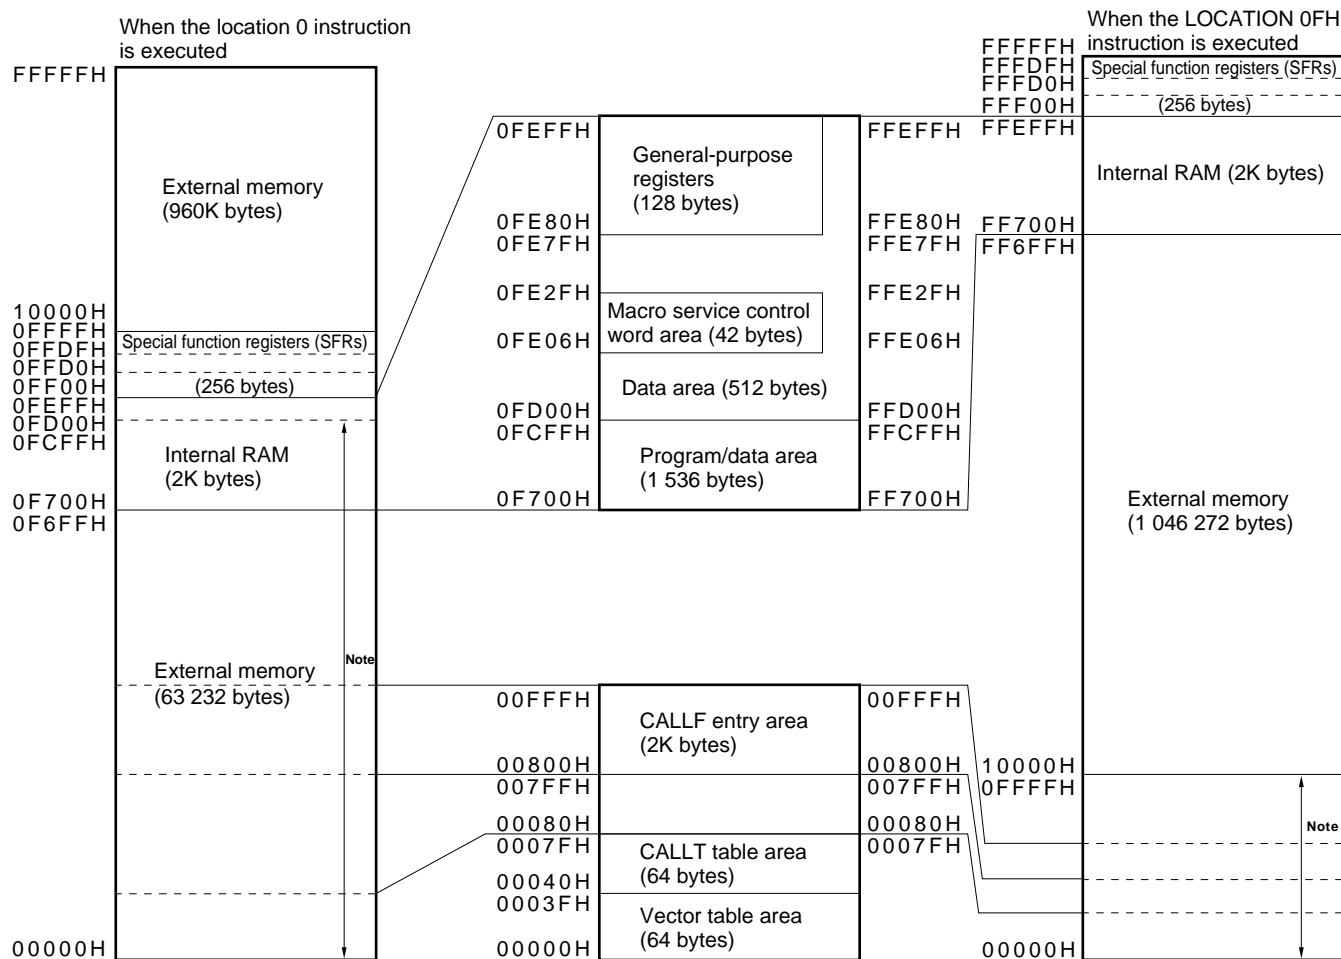 When the location 0 instruction
is executed
FFFFFH
External memory
(960K bytes)
10000H
0FFFFH
Special function registers (SFRs)
0FFDFH
0FFD0H
0FF00H
(256 bytes)
0FEFFH
0FD00H
0FCFFH
Internal RAM
(2K bytes)
0F700H
0F6FFH
External memory
(63 232 bytes)
Note
00000H
0FEFFH
General-purpose
registers
(128 bytes)
0FE80H
0FE7FH
0FE2FH
Macro service control
word area (42 bytes)
0FE06H
Data area (512 bytes)
0FD00H
0FCFFH
Program/data area
(1 536 bytes)
0F700H
FFEFFH
FFE80H
FFE7FH
FFE2FH
FFE06H
FFD00H
FFCFFH
FF700H
00FFFH
CALLF entry area
(2K bytes)
00800H
007FFH
00080H
0007FH
CALLT table area
(64 bytes)
00040H
0003FH
Vector table area
(64 bytes)
00000H
00FFFH
00800H
007FFH
00080H
0007FH
When the LOCATION 0FH
instruction is executed
FFFFFH
FFFDFH
Special function registers (SFRs)
FFFD0H
FFF00H
(256 bytes)
FFEFFH
Internal RAM (2K bytes)
FF700H
FF6FFH
External memory
(1 046 272 bytes)
10000H
0FFFFH
Note
00000H